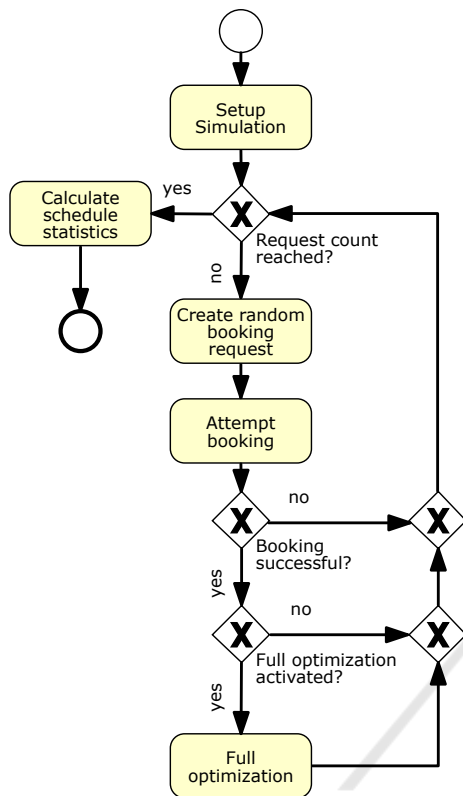 Setup
Simulation
yes
Calculate
schedule
statistics
X
Request count
reached?
no
Create random
booking
request
Attempt
booking
no
X
X
Booking
successful?
yes
no
X
X
Full optimization
activated?
yes
Full
optimization